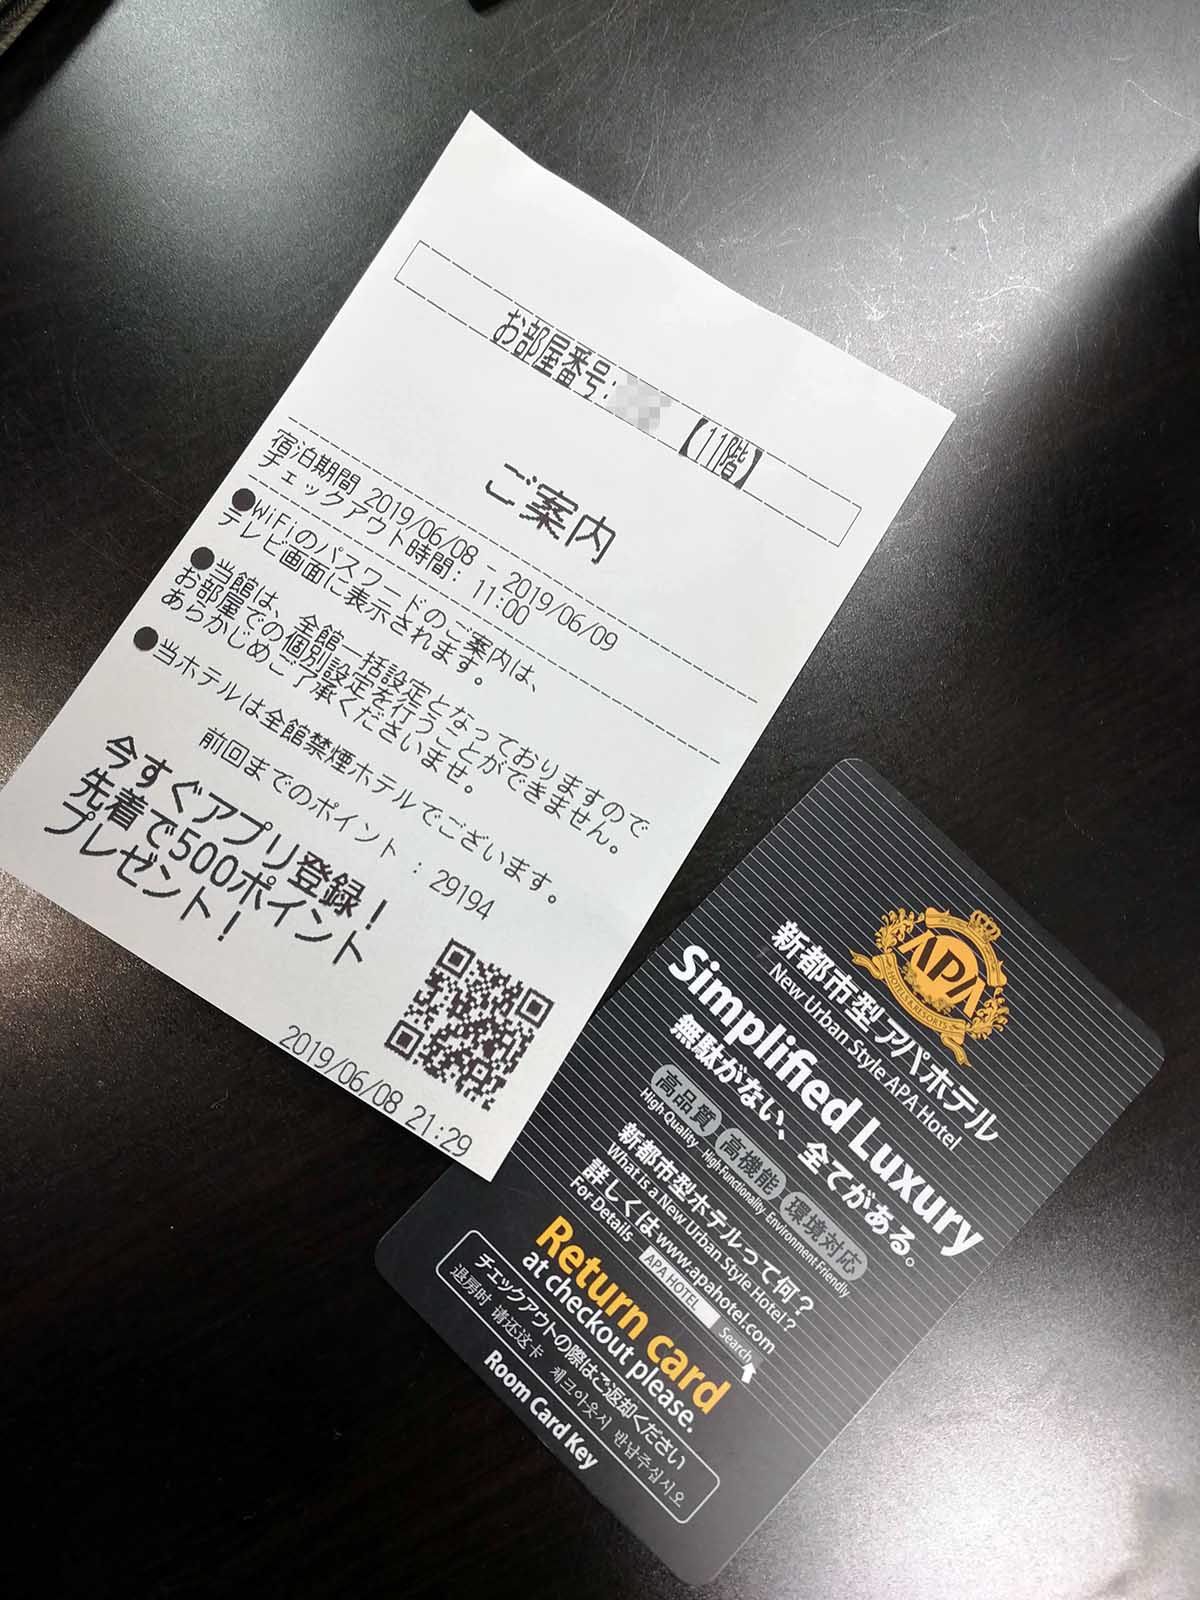 お部屋番号:
【11階】
ご案内
宿泊期間 2019/06/08 - 2019/06/09
チェックアウト時間: 11:00
●WiFiのパスワードのご案内は、
テレビ画面に表示されます。
●当館は、全館一括設定となっておりますので
お部屋での個別設定を行うことができません。
あらかじめご了承くださいませ。
●当ホテルは全館禁煙ホテルでございます。
前回までのポイント : 29194
今すぐアプリ登録!
先着で500ポイント
プレゼント!
2019/06/08 21:29
APA
HOTELS & RESORTS
新都市型アパホテル
New Urban Style APA Hotel
Simplified Luxury
無駄がない、全てがある。
高品質 高機能 環境対応
High Quality - High Functionality Environment Friendly
新都市型ホテルって何?
What is a New Urban Style Hotel?
詳しくは www.apahotel.com
For Details APA HOTEL Search
Return card
at checkout please.
チェックアウトの際はご返却ください
退房时 请还这卡 체크아웃시 반납주십시오
Room Card Key